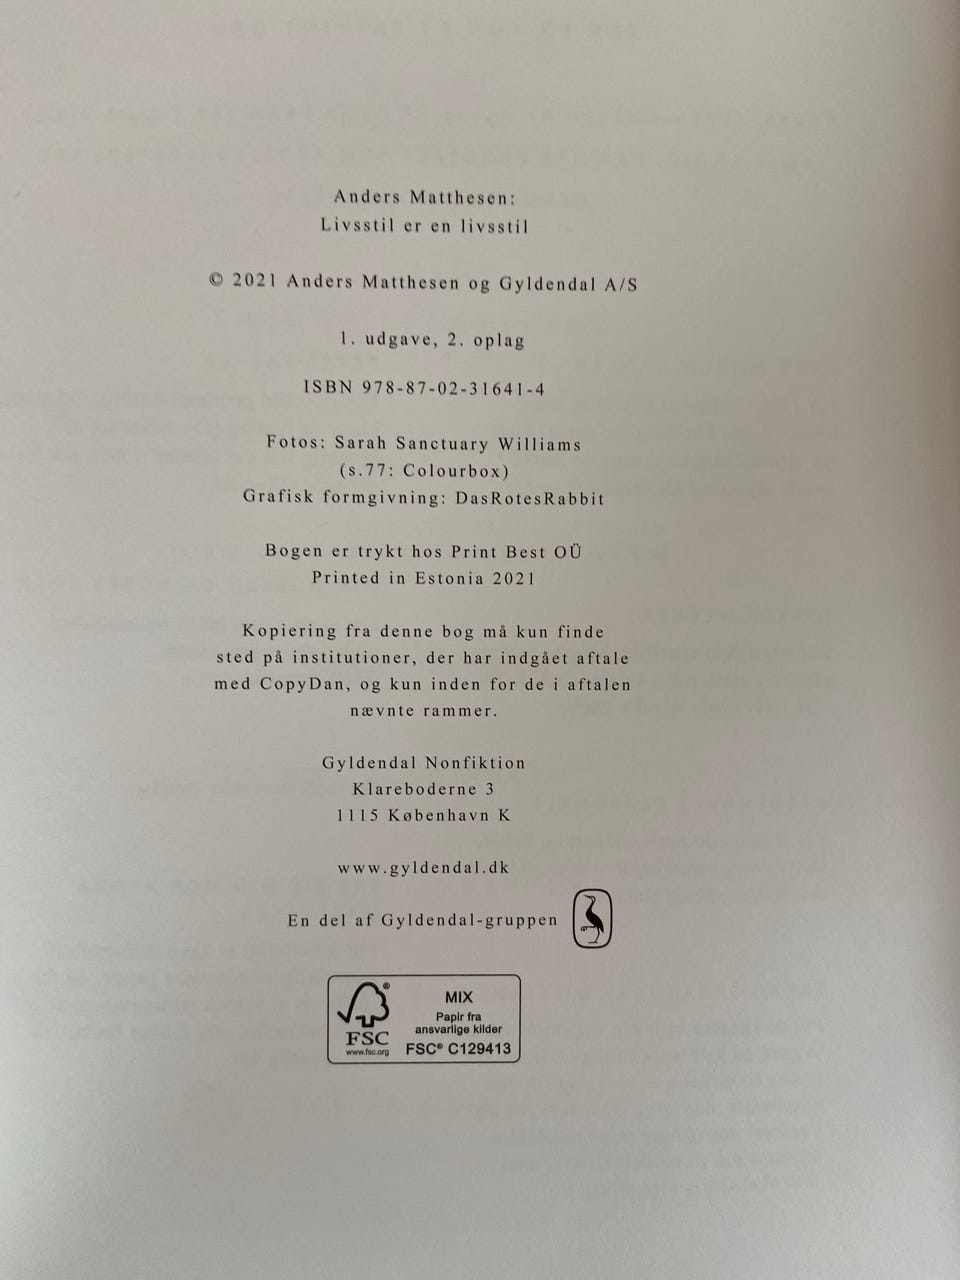 Anders Matthesen:
Livsstil er en livsstil
© 2021 Anders Matthesen og Gyldendal A/S
1. udgave, 2. oplag
ISBN 978-87-02-31641-4
Fotos: Sarah Sanctuary Williams
(s.77: Colourbox)
Grafisk formgivning: DasRotesRabbit
Bogen er trykt hos Print Best OÜ
Printed in Estonia 2021
Kopiering fra denne bog må kun finde
sted på institutioner, der har indgået aftale
med CopyDan, og kun inden for de i aftalen
nævnte rammer.
Gyldendal Nonfiktion
Klareboderne 3
1115 København K
www.gyldendal.dk
En del af Gyldendal-gruppen
®
FSC
www.fsc.org
MIX
Papir fra
ansvarlige kilder
FSC® C129413